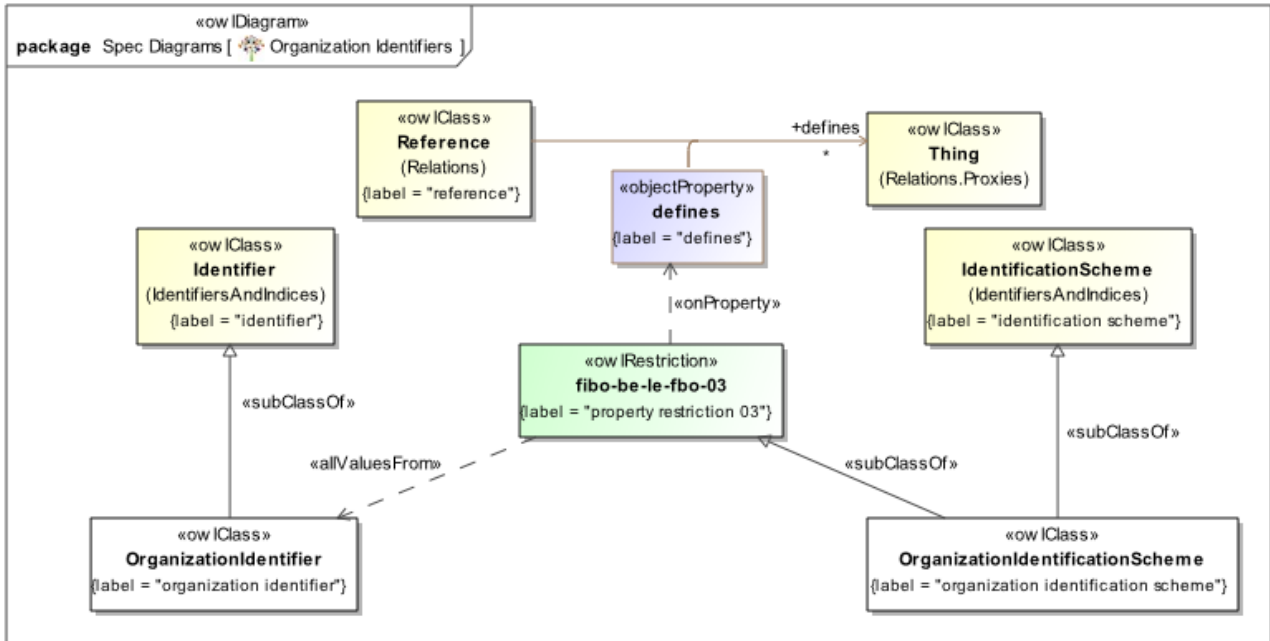 «owlDiagram»
package Spec Diagrams [ Organization Identifiers ]
«owlClass»
Reference
(Relations)
{label = "reference"}
+defines
*
«owlClass»
Thing
(Relations.Proxies)
«objectProperty»
defines
{label = "defines"}
«owlClass»
Identifier
(IdentifiersAndIndices)
{label = "identifier"}
«owlClass»
IdentificationScheme
(IdentifiersAndIndices)
{label = "identification scheme"}
«onProperty»
«owlRestriction»
fibo-be-le-fbo-03
{label = "property restriction 03"}
«subClassOf»
«subClassOf»
«allValuesFrom»
«subClassOf»
«owlClass»
OrganizationIdentifier
{label = "organization identifier"}
«owlClass»
OrganizationIdentificationScheme
{label = "organization identification scheme"}